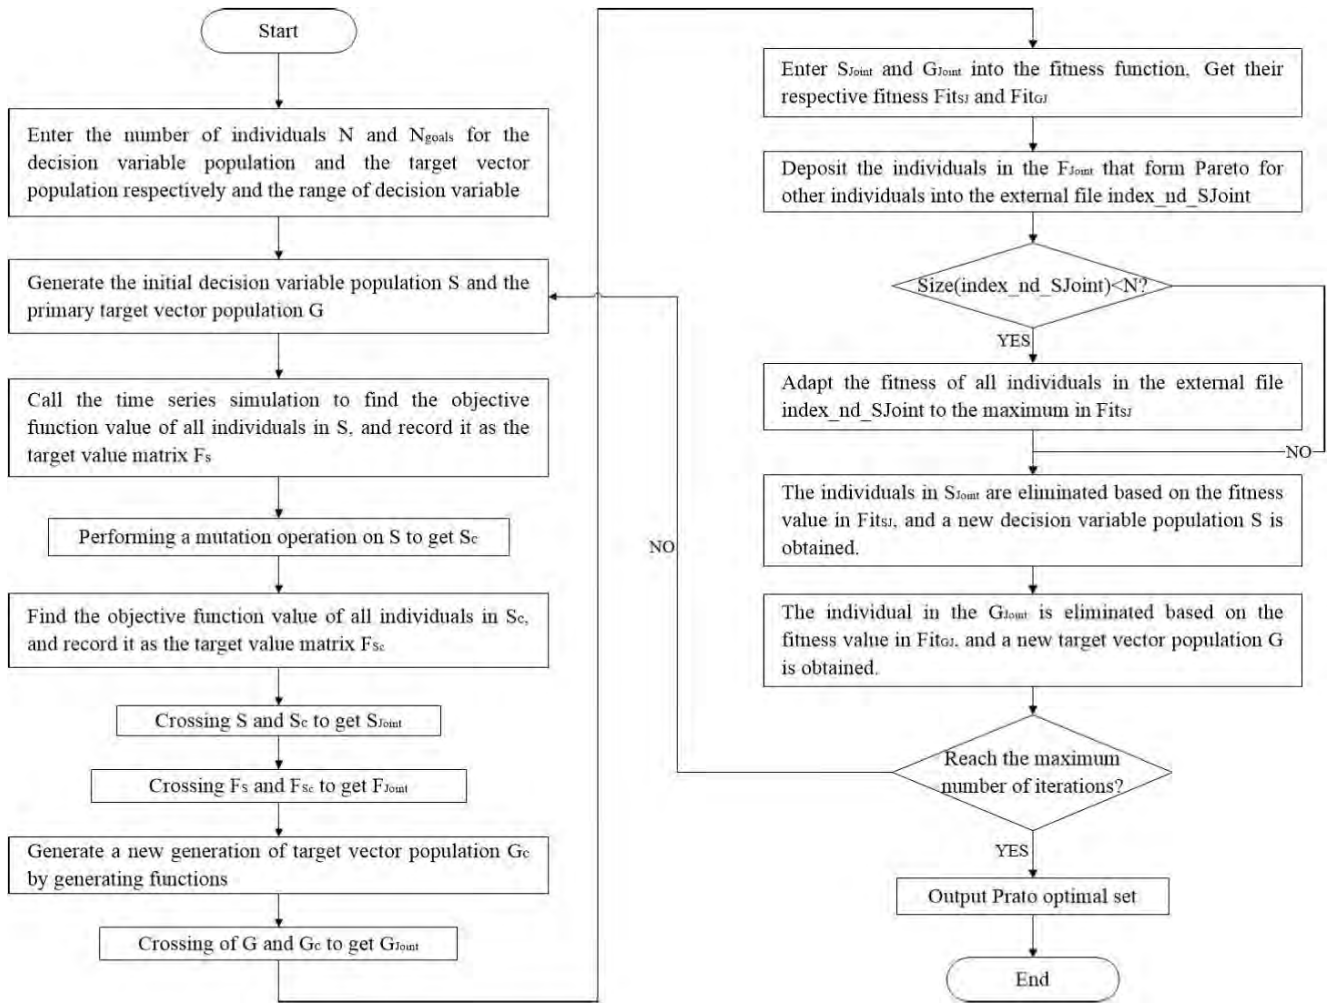 Start
Enter the number of individuals N and Ngoals for the
decision variable population and the target vector
population respectively and the range of decision variable
Generate the initial decision variable population S and the
primary target vector population G
Call the time series simulation to find the objective
function value of all individuals in S, and record it as the
target value matrix Fs
Performing a mutation operation on S to get Sc
Find the objective function value of all individuals in Sc,
and record it as the target value matrix FSc
Crossing S and Sc to get SJoint
Crossing Fs and FSc to get FJoint
Generate a new generation of target vector population Gc
by generating functions
Crossing of G and Gc to get GJoint
Enter SJoint and GJoint into the fitness function, Get their
respective fitness FitSJ and FitGJ
Deposit the individuals in the FJoint that form Pareto for
other individuals into the external file index_nd_SJoint
Size(index_nd_SJoint)<N?
YES
Adapt the fitness of all individuals in the external file
index_nd_SJoint to the maximum in FitSJ
NO
The individuals in SJoint are eliminated based on the fitness
value in FitSJ, and a new decision variable population S is
obtained.
NO
The individual in the GJoint is eliminated based on the
fitness value in FitGJ, and a new target vector population G
is obtained.
Reach the maximum
number of iterations?
YES
Output Prato optimal set
End